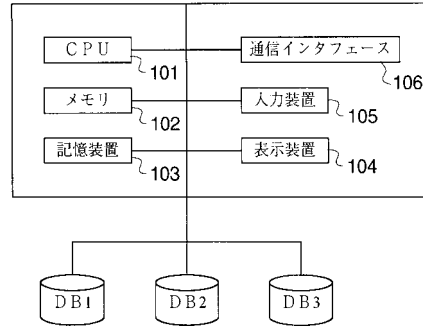 CPU
101
通信インタフェース
106
メモリ
102
入力装置
105
記憶装置
103
表示装置
104
DB1
DB2
DB3